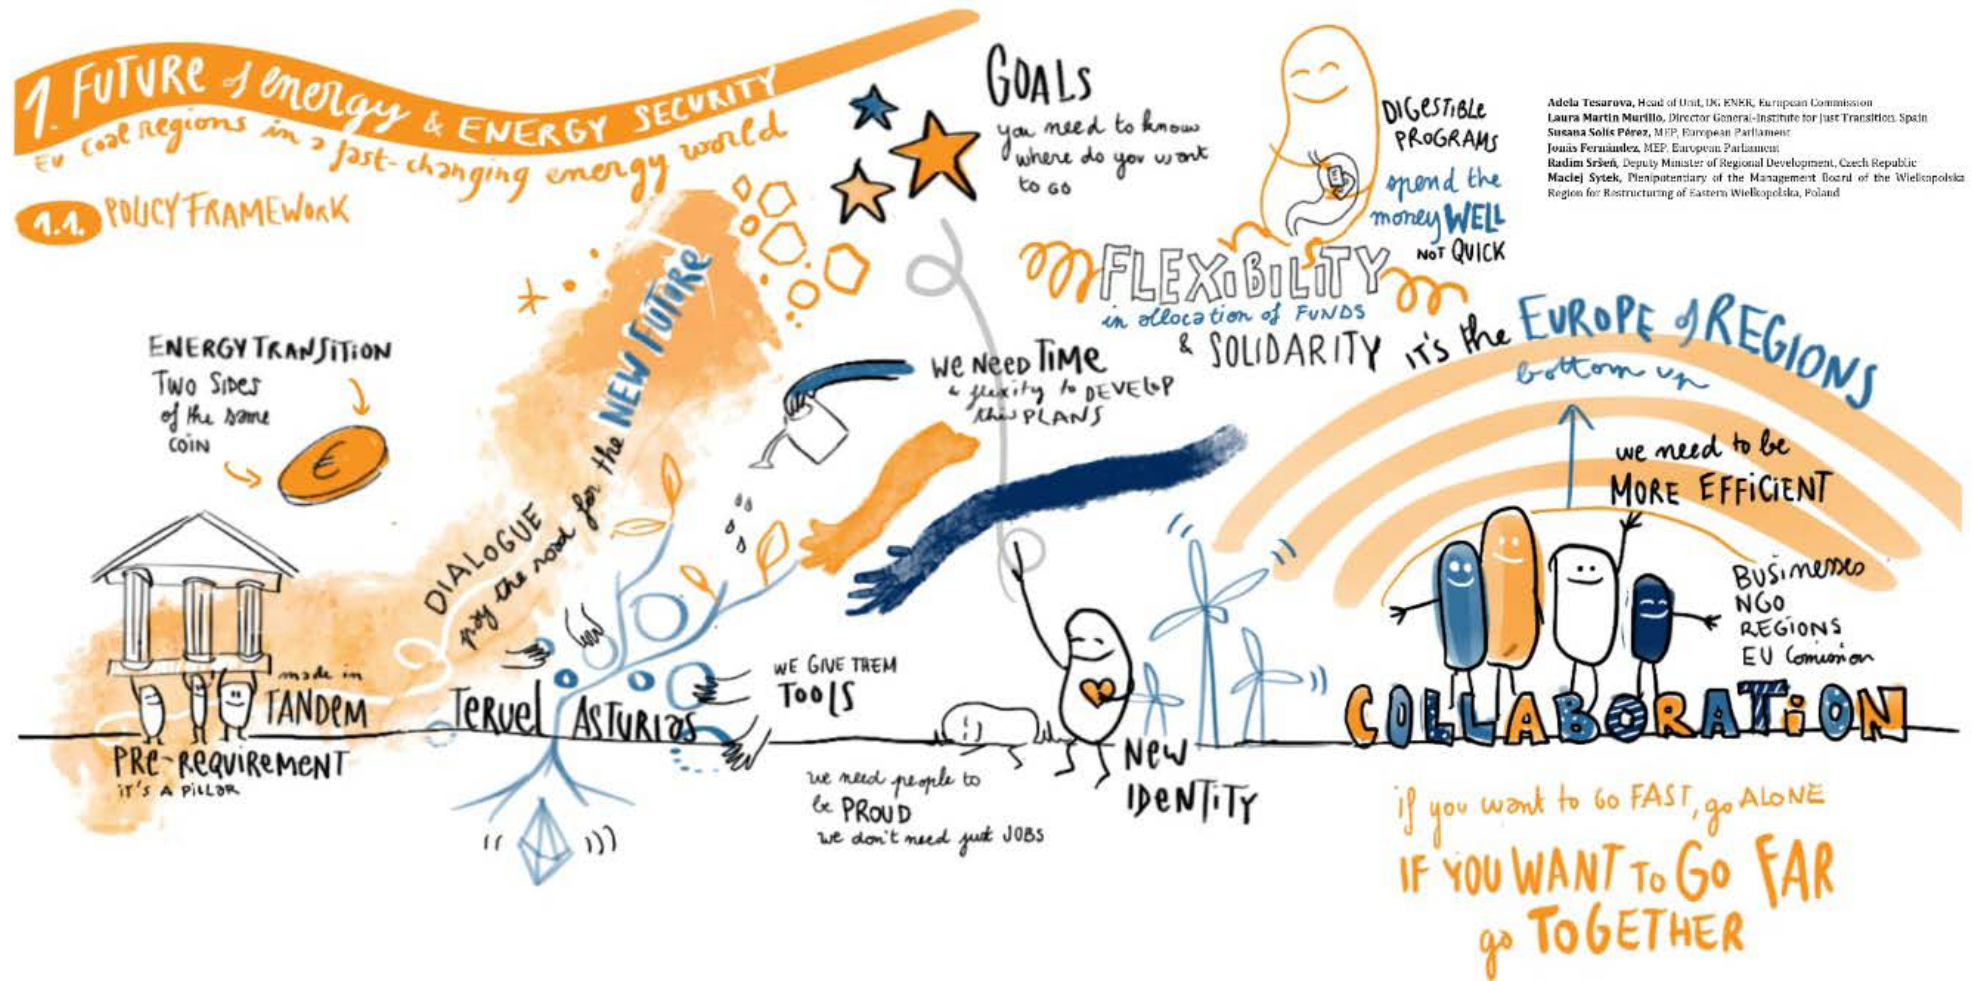 1. FUTURE of energy & ENERGY SECURITY
EU coal regions in a fast-changing energy world
1.1. POLICY FRAMEWORK
GOALS
you need to know
where do you want
to GO
DIGESTIBLE
PROGRAMS
spend the
money WELL
NOT QUICK
Adela Tesarova, Head of Unit, DG ENER, European Commission
Laura Martin Murillo, Director General-Institute for Just Transition, Spain
Susana Solís Pérez, MEP, European Parliament
Jonás Fernández, MEP, European Parliament
Radim Sršeň, Deputy Minister of Regional Development, Czech Republic
Maciej Sytek, Plenipotentiary of the Management Board of the Wielkopolska
Region for Restructuring of Eastern Wielkopolska, Poland
FLEXiBiLiTY
in allocation of FUNDS
& SOLIDARITY
iT'S the EUROPE of REGIONS
bottom up
ENERGY TRANSITION
TWO SIDES
of the same
COiN
€
DIALOGUE
pay the road for the NEW FUTURE
WE NEED TIME
& flexity to DEVELOP
this PLANS
we need to be
MORE EFFiCiENT
BUSinesses
NGO
REGIONS
EU Comission
made in
TANDEM
PRE-REQUIREMENT
iT'S A PILLAR
TERUEL ASTURIAS
WE GIVE THEM
TOOLS
we need people to
be PROUD
we don't need just JOBS
NEW
IDENTITY
COLLABORATiON
if you want to GO FAST, go ALONE
IF YOU WANT TO GO FAR
go TOGETHER